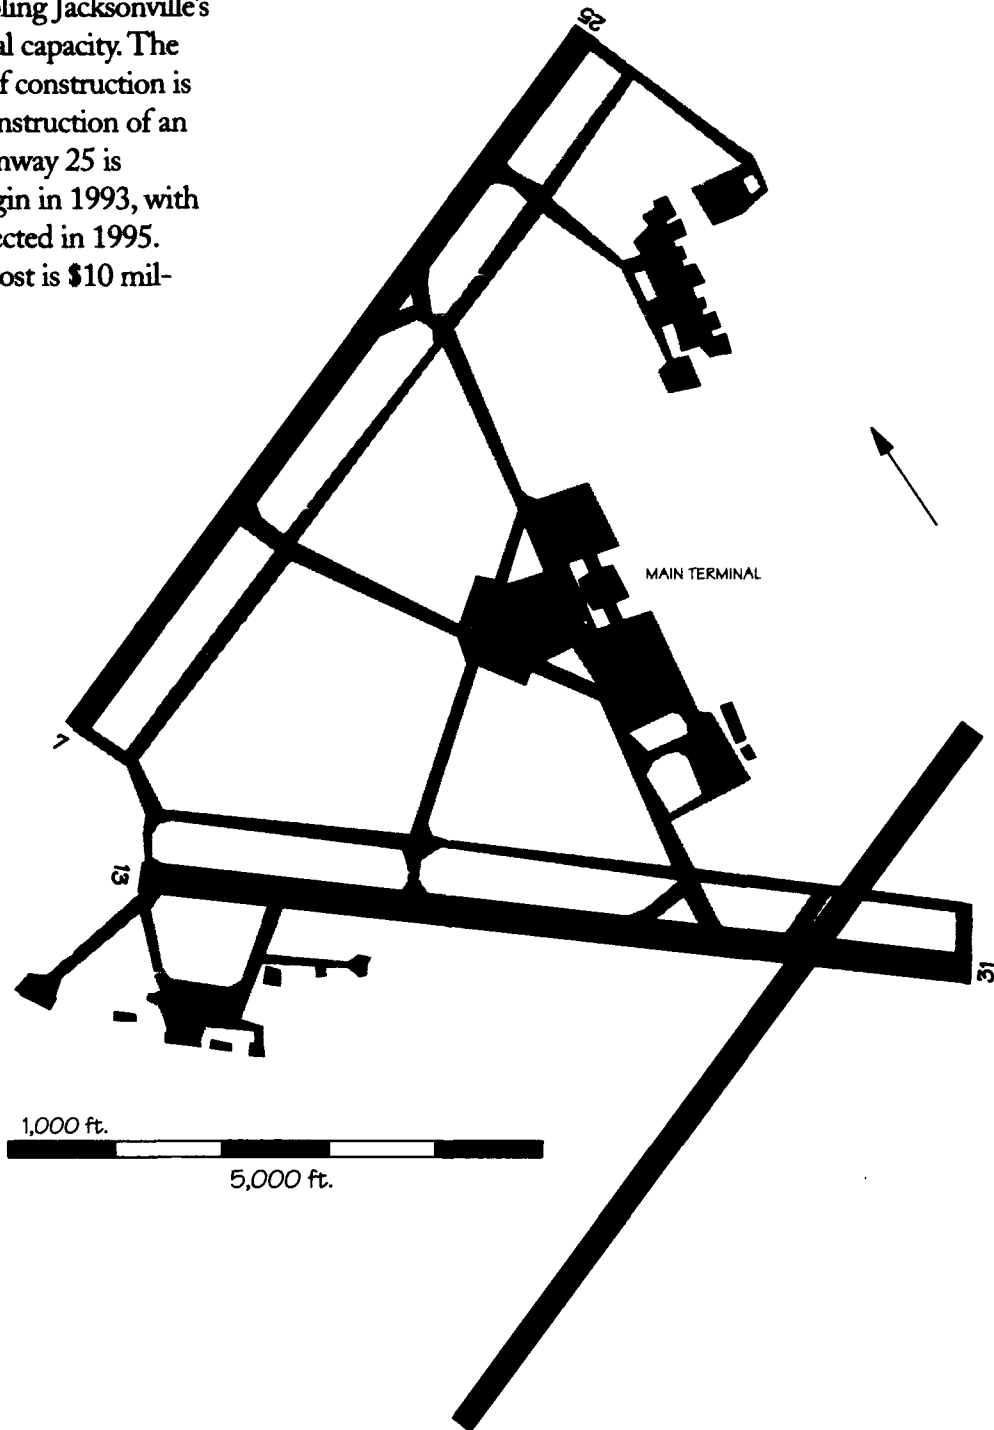 ling Jacksonville's
al capacity. The
f construction is
nstruction of an
nway 25 is
gin in 1993, with
ected in 1995.
ost is $10 mil-
25
MAIN TERMINAL
7
13
31
1,000 ft.
5,000 ft.